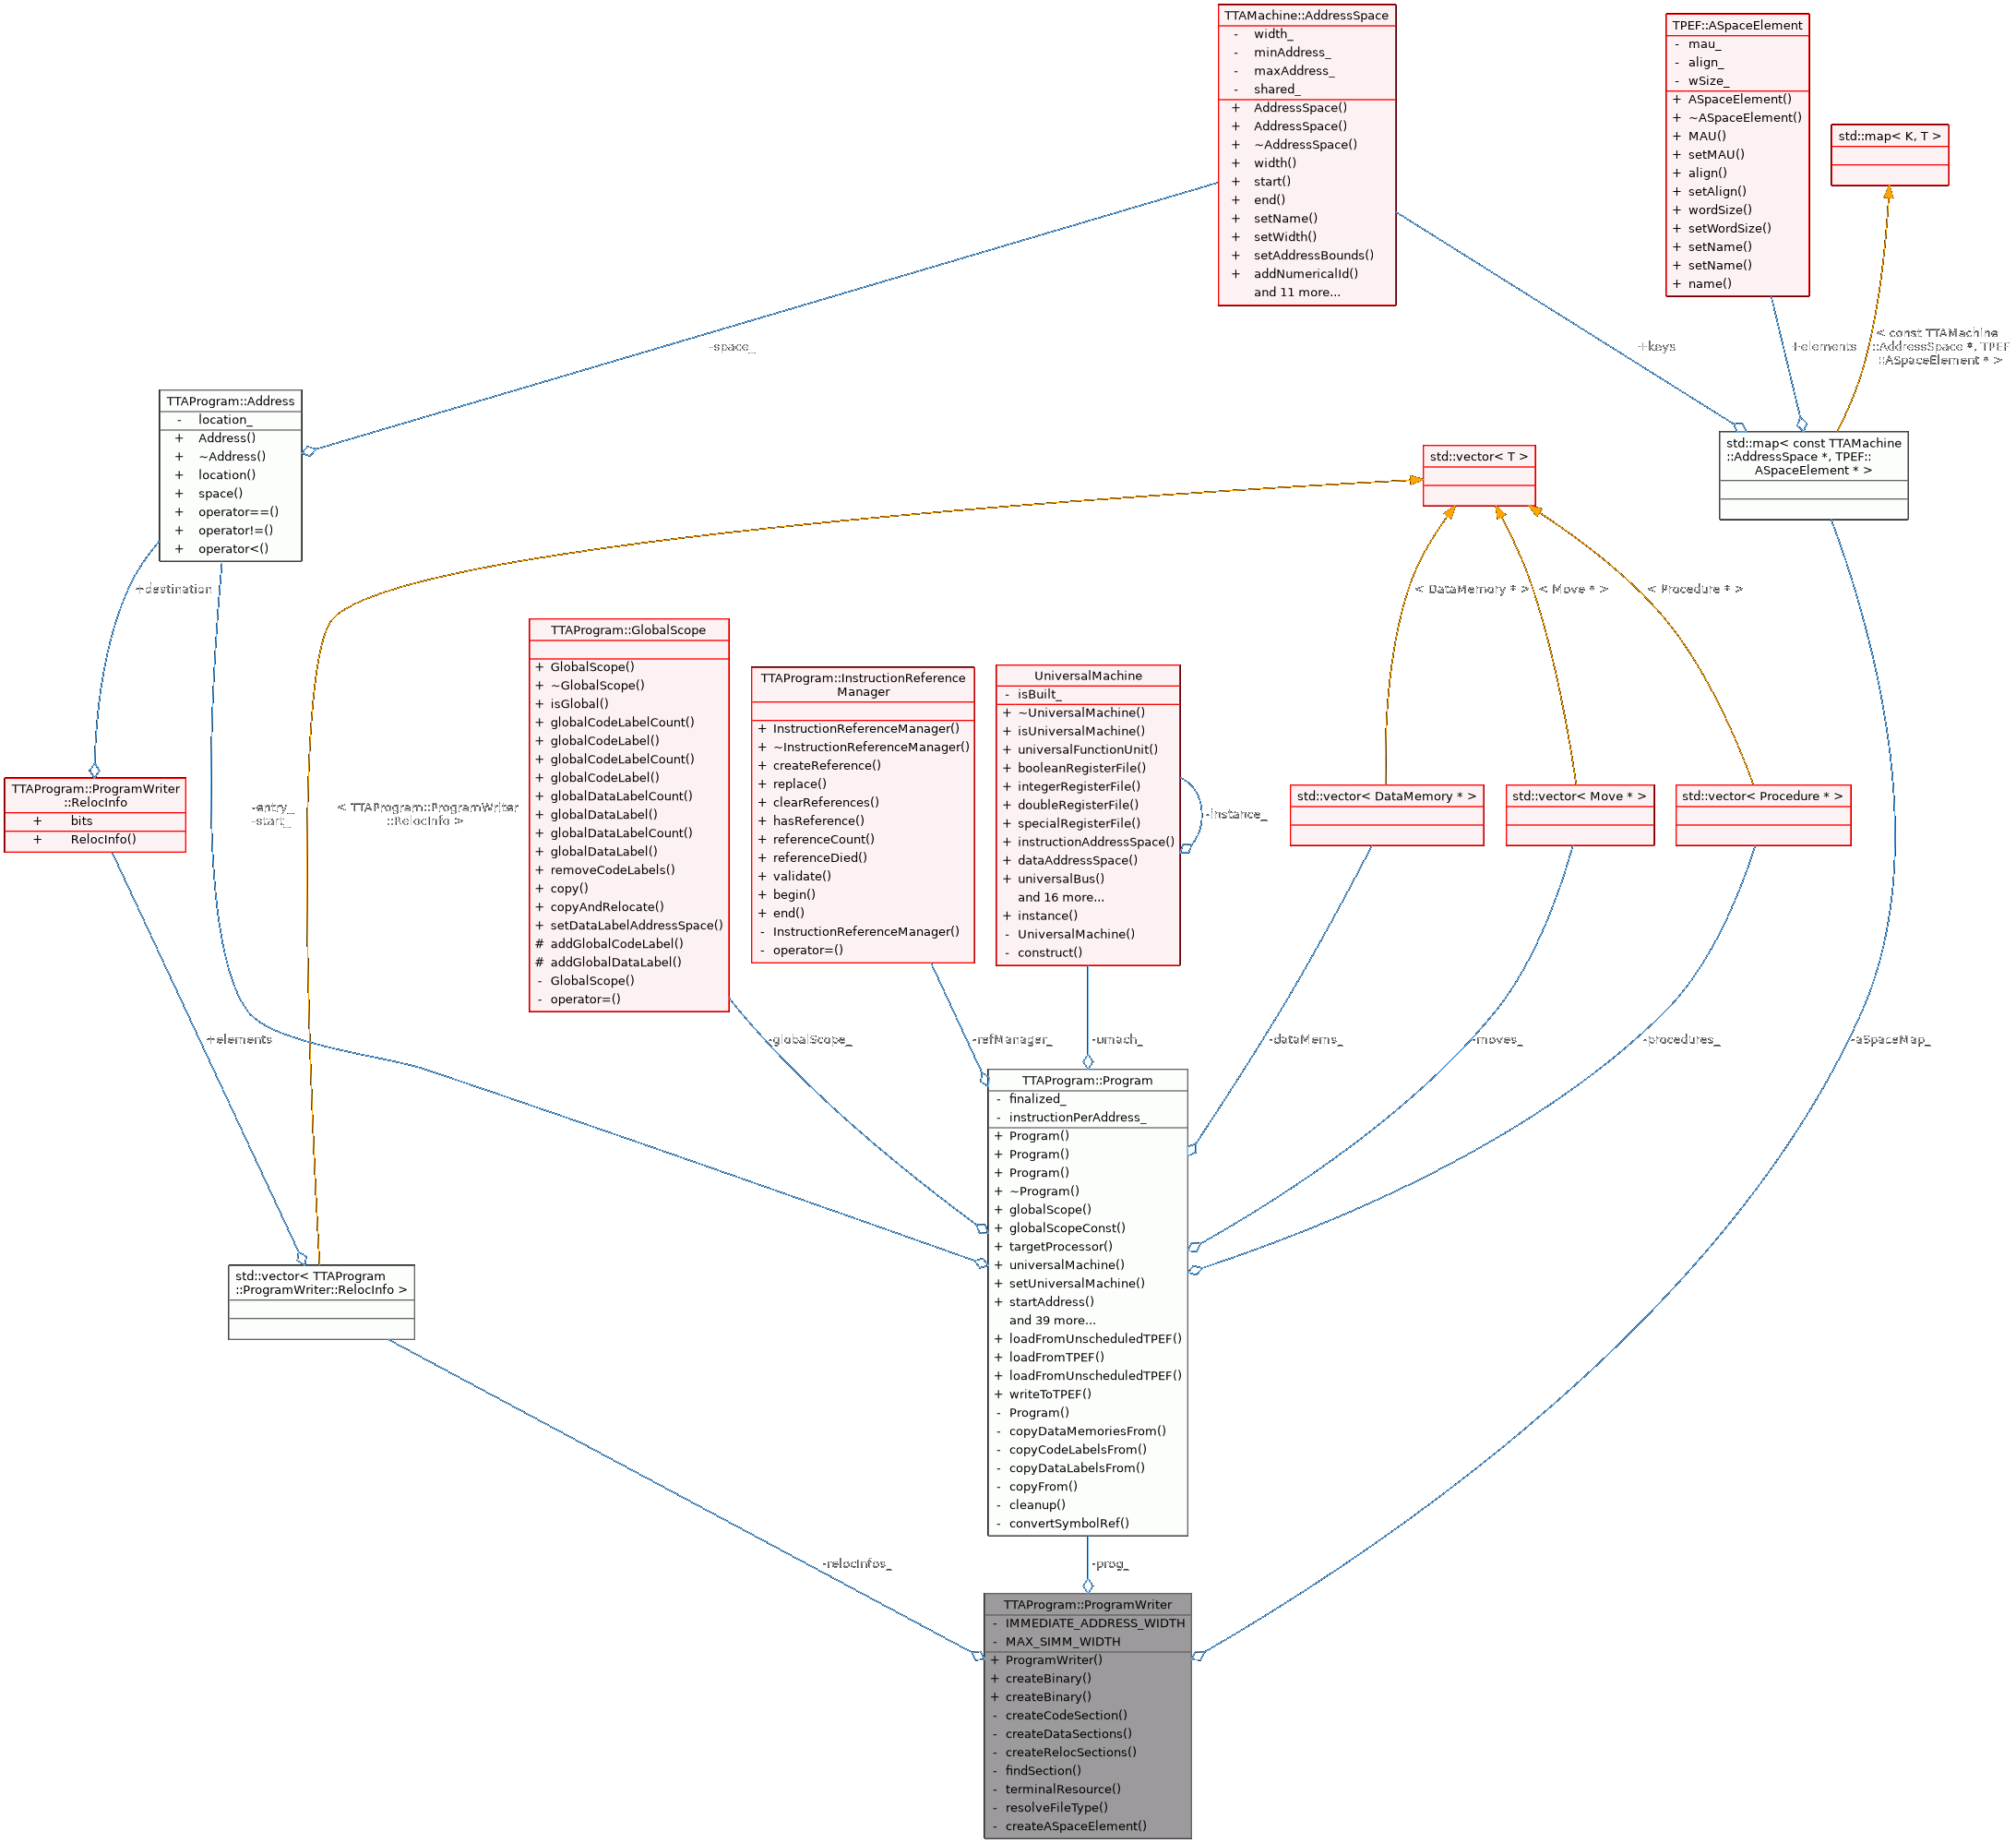 TTAMachine::AddressSpace
- width_
- minAddress_
- maxAddress_
- shared_
+ AddressSpace()
+ AddressSpace()
+ ~AddressSpace()
+ width()
+ start()
+ end()
+ setName()
+ setWidth()
+ setAddressBounds()
+ addNumericalId()
and 11 more...
TPEF::ASpaceElement
- mau_
- align_
- wSize_
+ ASpaceElement()
+ ~ASpaceElement()
+ MAU()
+ setMAU()
+ align()
+ setAlign()
+ wordSize()
+ setWordSize()
+ setName()
+ setName()
+ name()
std::map< K, T >
-space_
+keys
+elements
< const TTAMachine
::AddressSpace *, TPEF
::ASpaceElement * >
TTAProgram::Address
- location_
+ Address()
+ ~Address()
+ location()
+ space()
+ operator==()
+ operator!=()
+ operator<()
std::vector< T >
std::map< const TTAMachine
::AddressSpace *, TPEF::
ASpaceElement * >
+destination
< DataMemory * >
< Move * >
< Procedure * >
TTAProgram::GlobalScope
+ GlobalScope()
+ ~GlobalScope()
+ isGlobal()
+ globalCodeLabelCount()
+ globalCodeLabel()
+ globalCodeLabelCount()
+ globalCodeLabel()
+ globalDataLabelCount()
+ globalDataLabel()
+ globalDataLabelCount()
+ globalDataLabel()
+ removeCodeLabels()
+ copy()
+ copyAndRelocate()
+ setDataLabelAddressSpace()
# addGlobalCodeLabel()
# addGlobalDataLabel()
- GlobalScope()
- operator=()
TTAProgram::InstructionReference
Manager
+ InstructionReferenceManager()
+ ~InstructionReferenceManager()
+ createReference()
+ replace()
+ clearReferences()
+ hasReference()
+ referenceCount()
+ referenceDied()
+ validate()
+ begin()
+ end()
- InstructionReferenceManager()
- operator=()
UniversalMachine
- isBuilt_
+ ~UniversalMachine()
+ isUniversalMachine()
+ universalFunctionUnit()
+ booleanRegisterFile()
+ integerRegisterFile()
+ doubleRegisterFile()
+ specialRegisterFile()
+ instructionAddressSpace()
+ dataAddressSpace()
+ universalBus()
and 16 more...
+ instance()
- UniversalMachine()
- construct()
-instance_
TTAProgram::ProgramWriter
::RelocInfo
+ bits
+ RelocInfo()
-entry_
-start_
< TTAProgram::ProgramWriter
::RelocInfo >
std::vector< DataMemory * >
std::vector< Move * >
std::vector< Procedure * >
+elements
-globalScope_
-refManager_
-umach_
-dataMems_
-moves_
-procedures_
-aSpaceMap_
TTAProgram::Program
- finalized_
- instructionPerAddress_
+ Program()
+ Program()
+ Program()
+ ~Program()
+ globalScope()
+ globalScopeConst()
+ targetProcessor()
+ universalMachine()
+ setUniversalMachine()
+ startAddress()
and 39 more...
+ loadFromUnscheduledTPEF()
+ loadFromTPEF()
+ loadFromUnscheduledTPEF()
+ writeToTPEF()
- Program()
- copyDataMemoriesFrom()
- copyCodeLabelsFrom()
- copyDataLabelsFrom()
- copyFrom()
- cleanup()
- convertSymbolRef()
std::vector< TTAProgram
::ProgramWriter::RelocInfo >
-relocInfos_
-prog_
TTAProgram::ProgramWriter
- IMMEDIATE_ADDRESS_WIDTH
- MAX_SIMM_WIDTH
+ ProgramWriter()
+ createBinary()
+ createBinary()
- createCodeSection()
- createDataSections()
- createRelocSections()
- findSection()
- terminalResource()
- resolveFileType()
- createASpaceElement()